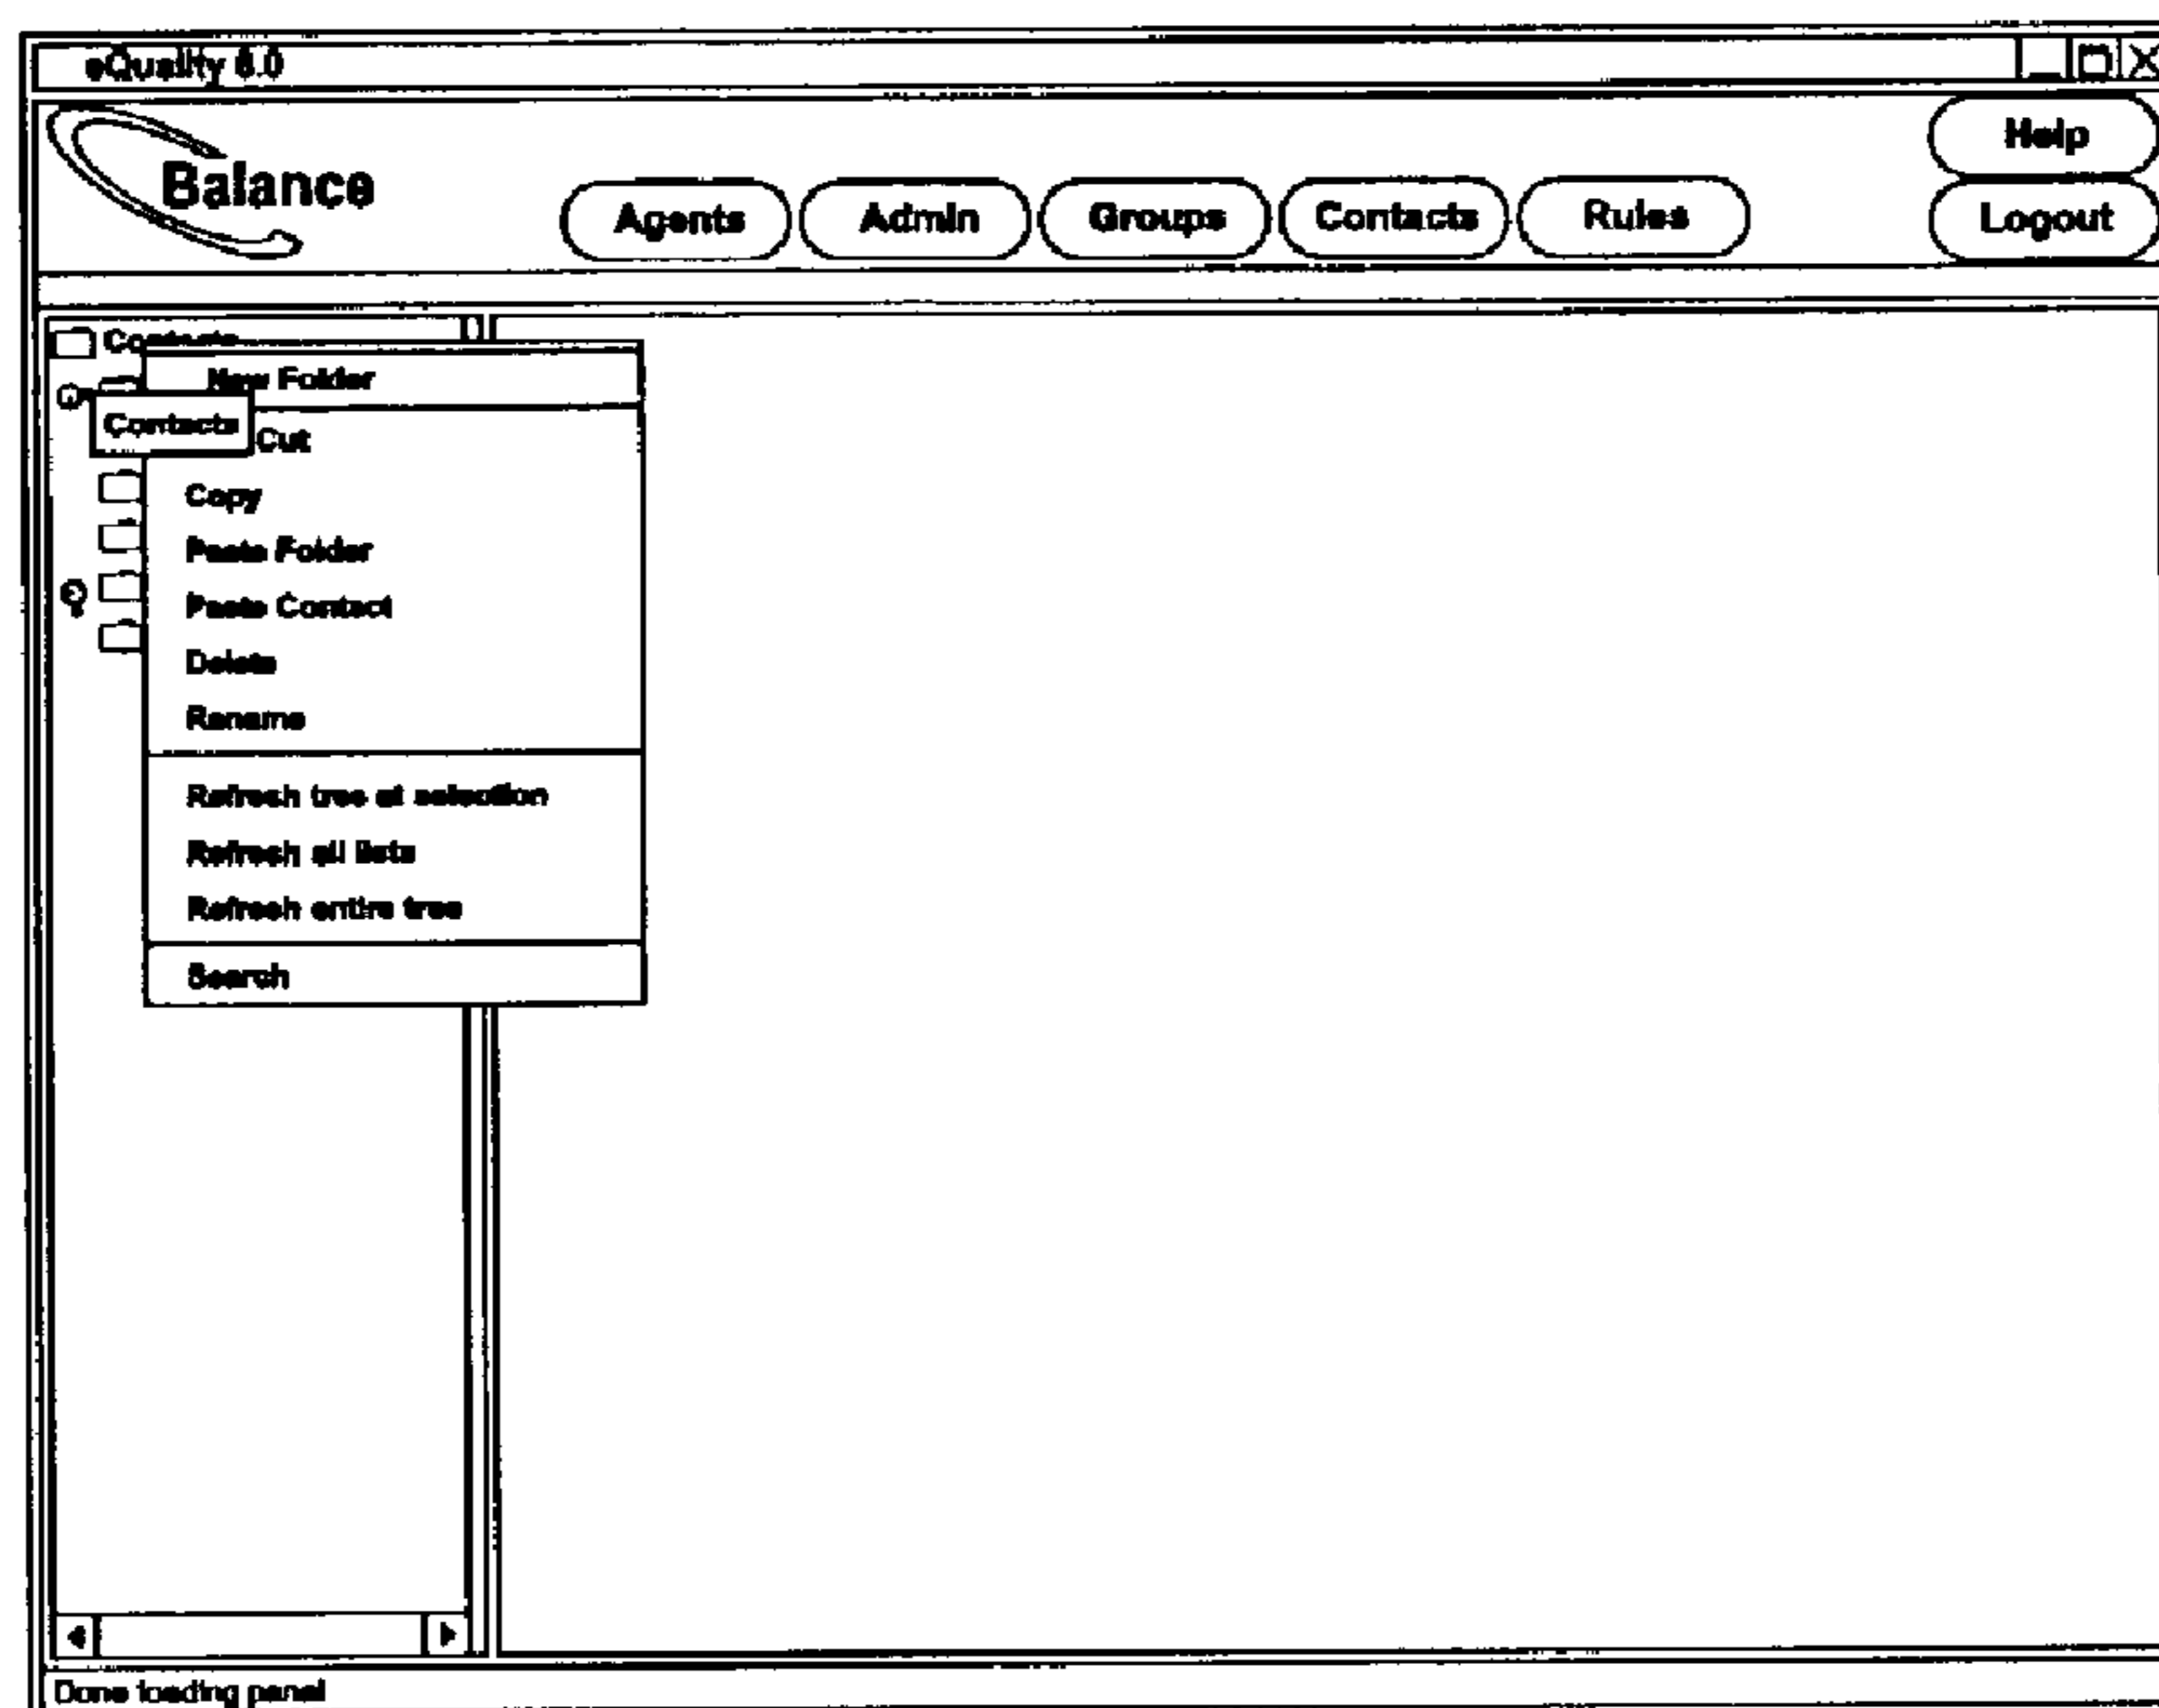 eQuality 6.0
Help
Balance
Agents Admin Groups Contacts Rules Logout
Contacts
New Folder
Contacts
Cut
Copy
Paste Folder
Paste Contact
Delete
Rename
Refresh tree at selection
Refresh all lists
Refresh entire tree
Search
Done loading panel